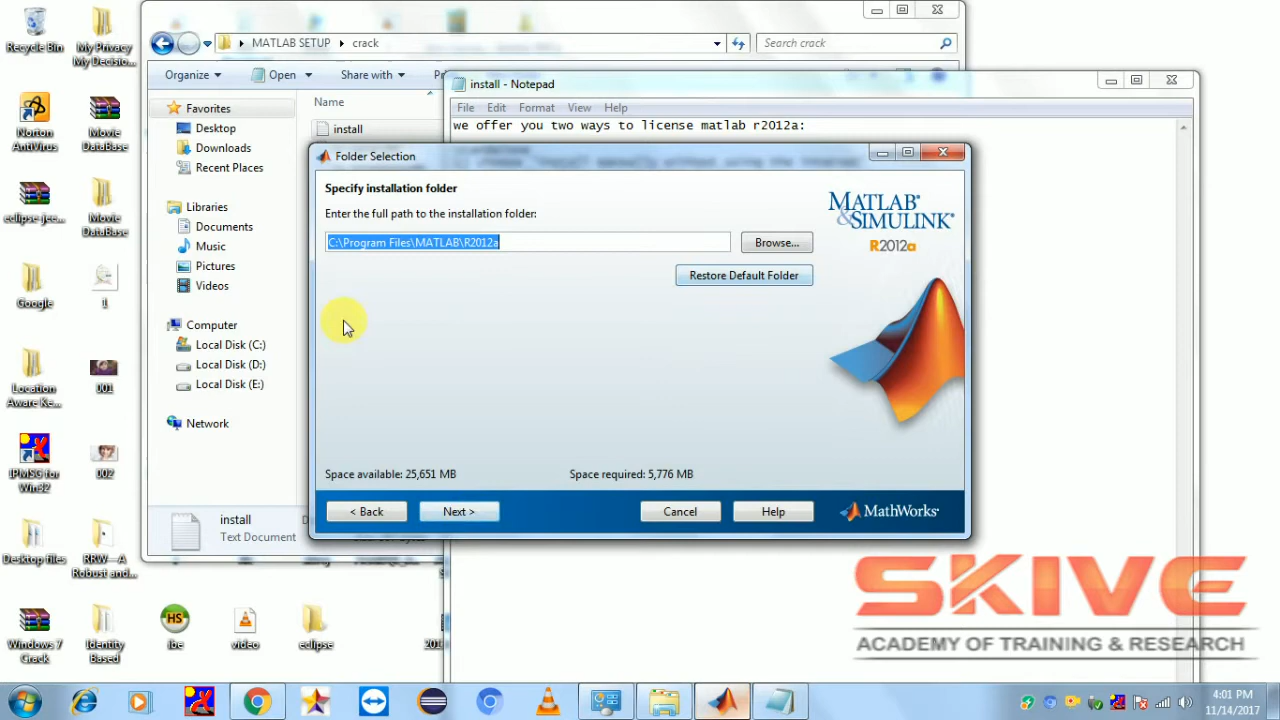 Recycle Bin
My Privacy
My Decisio...
Norton
AntiVirus
Movie
DataBase
eclipse-jee...
Movie
DataBase
Google
1
Location
Aware Ke...
001
IPMSG for
Win32
002
Desktop files
RRW—A
Robust and...
Windows 7
Crack
Identity
Based
ibe
video
eclipse
MATLAB SETUP
crack
Search crack
Organize
Open
Share with
Favorites
Desktop
Downloads
Recent Places
Libraries
Documents
Music
Pictures
Videos
Computer
Local Disk (C:)
Local Disk (D:)
Local Disk (E:)
Network
Name
install
install
Text Document
install - Notepad
File Edit Format View Help
we offer you two ways to license matlab r2012a:
Folder Selection
Specify installation folder
Enter the full path to the installation folder:
C:\Program Files\MATLAB\R2012a
Browse...
Restore Default Folder
MATLAB®
&SIMULINK®
R2012a
Space available: 25,651 MB
Space required: 5,776 MB
< Back
Next >
Cancel
Help
MathWorks®
SKIVE
ACADEMY OF TRAINING & RESEARCH
HS
4:01 PM
11/14/2017